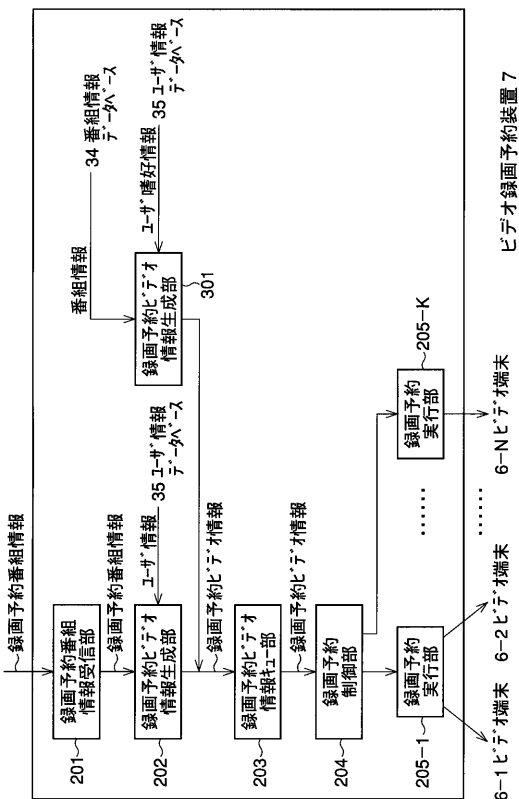 録画予約番組情報
録画予約番組
情報受信部
201
録画予約番組情報
録画予約ビデオ
情報生成部
202
ユーザ情報
35 ユーザ情報
データベース
番組情報
34 番組情報
データベース
ユーザ嗜好情報
35 ユーザ情報
データベース
録画予約ビデオ
情報生成部
301
録画予約ビデオ情報
録画予約ビデオ
情報キュー部
203
録画予約ビデオ情報
録画予約
制御部
204
録画予約
実行部
205-1
……
録画予約
実行部
205-K
6-1ビデオ端末
6-2ビデオ端末
……
6-Nビデオ端末
ビデオ録画予約装置 7